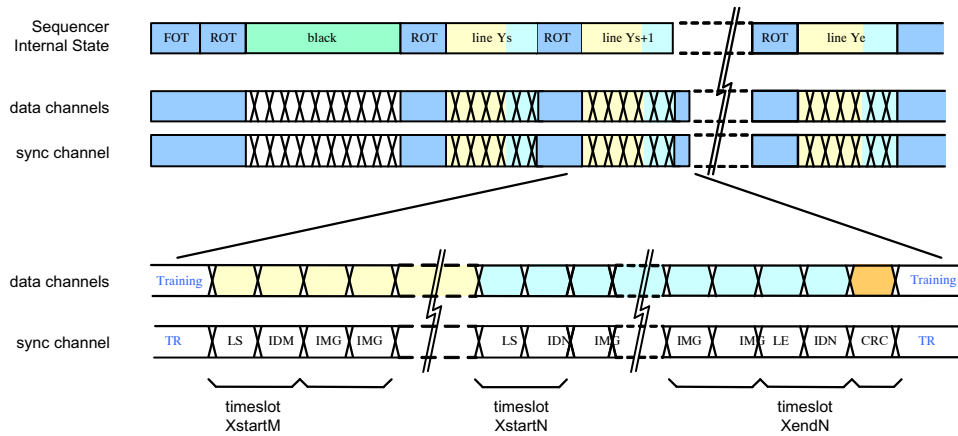 Sequencer
Internal State
FOT ROT black ROT line Ys ROT line Ys+1 ROT line Ye
data channels
sync channel
data channels
Training Training
sync channel
TR LS IDM IMG IMG LS IDN IMG IMG IMG LE IDN CRC TR
timeslot timeslot timeslot
XstartM XstartN XendN